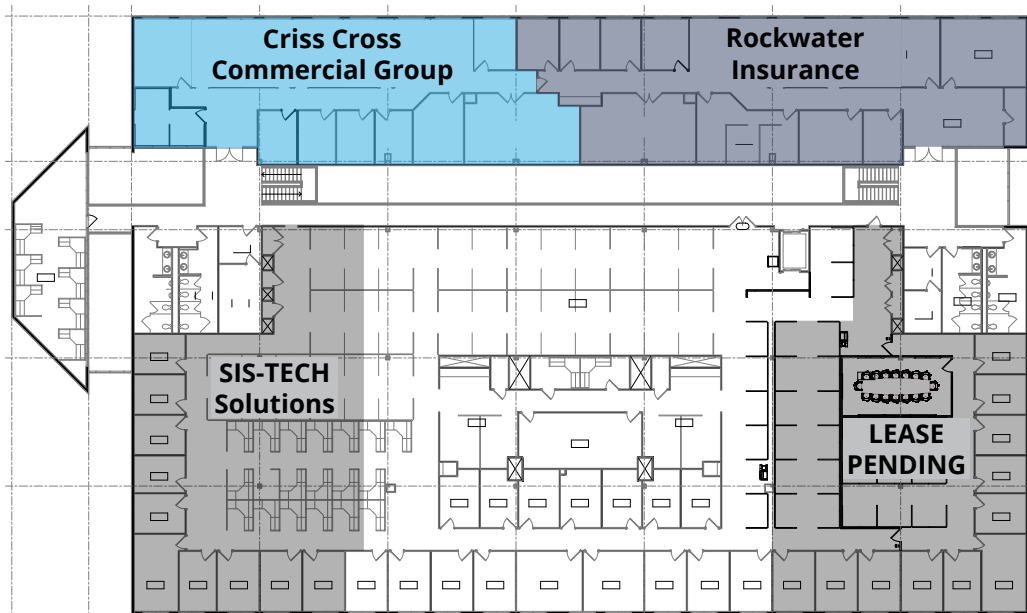 Criss Cross
Commercial Group
Rockwater
Insurance
SIS-TECH
Solutions
LEASE
PENDING